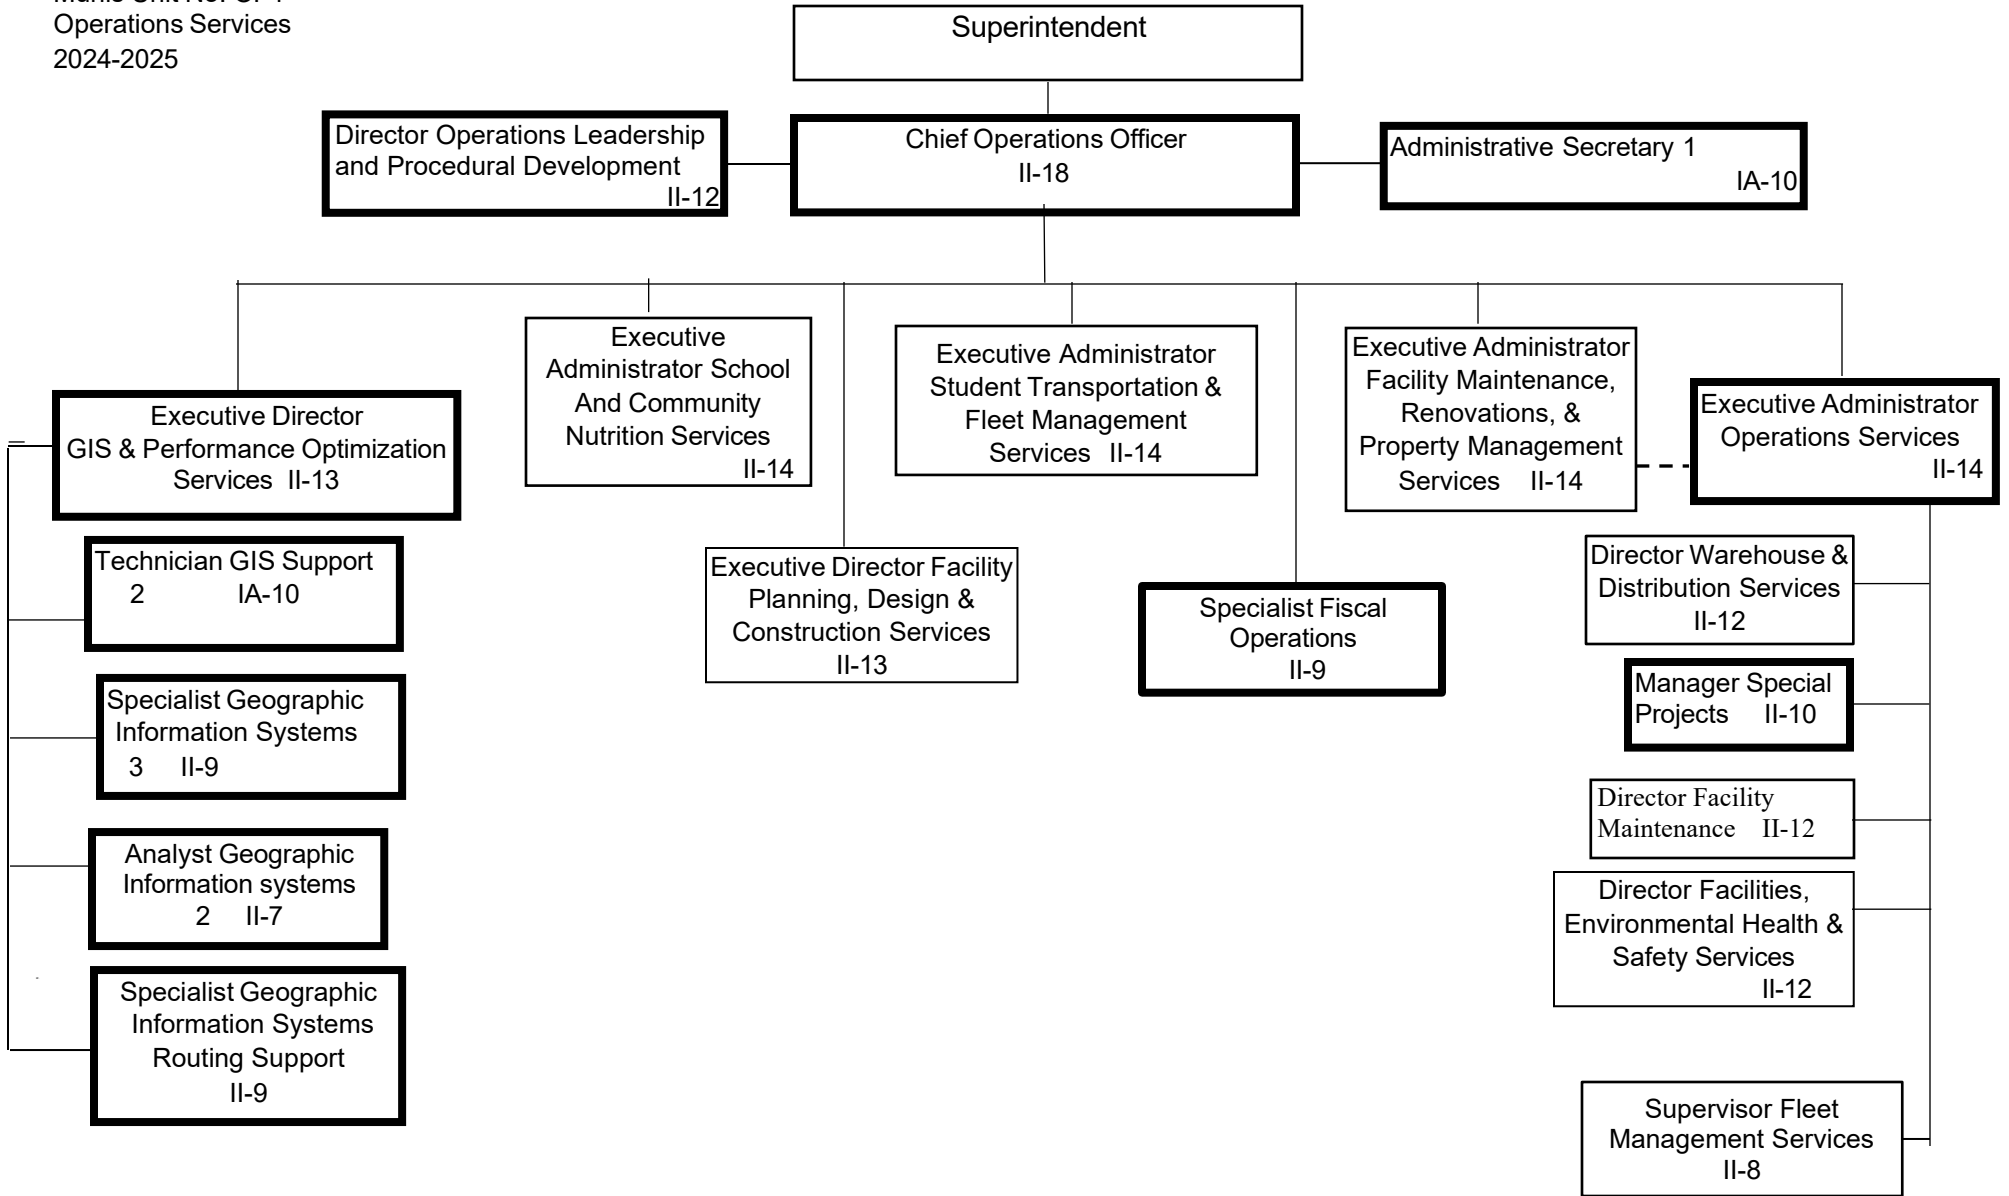 Operations Services
2024-2025
Superintendent
Director Operations Leadership
and Procedural Development
II-12
Chief Operations Officer
II-18
Administrative Secretary 1
IA-10
Executive Director
GIS & Performance Optimization
Services II-13
Executive
Administrator School
And Community
Nutrition Services
II-14
Executive Administrator
Student Transportation &
Fleet Management
Services II-14
Executive Administrator
Facility Maintenance,
Renovations, &
Property Management
Services II-14
Executive Administrator
Operations Services
II-14
Technician GIS Support
2 IA-10
Specialist Geographic
Information Systems
3 II-9
Analyst Geographic
Information systems
2 II-7
Specialist Geographic
Information Systems
Routing Support
II-9
Executive Director Facility
Planning, Design &
Construction Services
II-13
Specialist Fiscal
Operations
II-9
Director Warehouse &
Distribution Services
II-12
Manager Special
Projects II-10
Director Facility
Maintenance II-12
Director Facilities,
Environmental Health &
Safety Services
II-12
Supervisor Fleet
Management Services
II-8